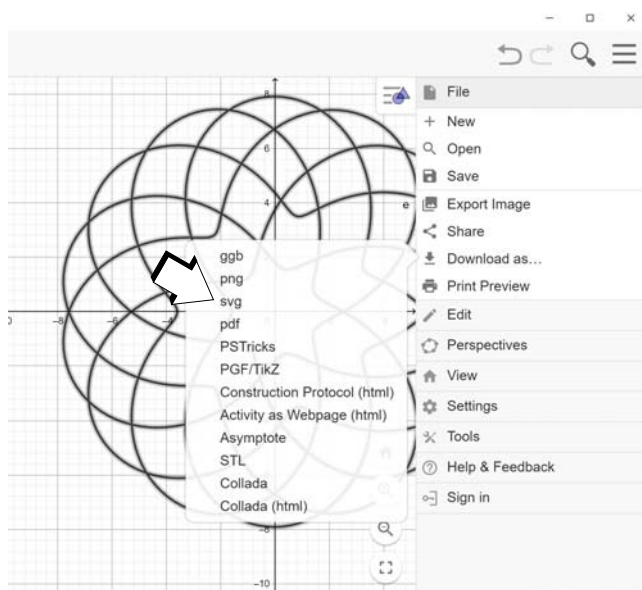 File
New
Open
Save
Export Image
Share
Download as...
Print Preview
Edit
Perspectives
View
Settings
Tools
Help & Feedback
Sign in
ggb
png
svg
pdf
PSTricks
PGF/TikZ
Construction Protocol (html)
Activity as Webpage (html)
Asymptote
STL
Collada
Collada (html)
8
6
4
e
-8
-6
-4
-8
-10